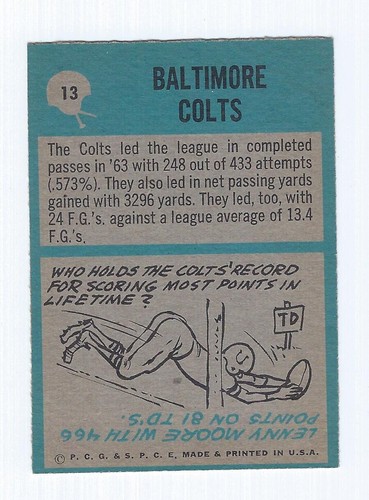 13
BALTIMORE
COLTS
The Colts led the league in completed
passes in '63 with 248 out of 433 attempts
(.573%). They also led in net passing yards
gained with 3296 yards. They led, too, with
24 F.G.'s. against a league average of 13.4
F.G.'s.
WHO HOLDS THE COLTS' RECORD
FOR SCORING MOST POINTS IN
LIFETIME?
TD
LENNY MOORE WITH 466
POINTS ON 81 TD'S.
© P. C. G. & S. P. C. E, MADE & PRINTED IN U.S.A.